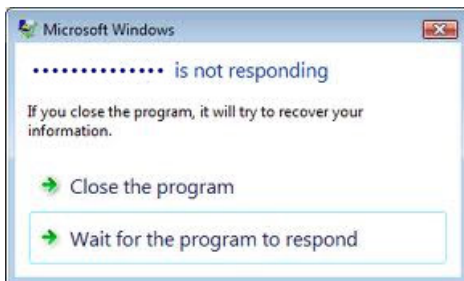 Microsoft Windows
•••••••••••••• is not responding
If you close the program, it will try to recover your
information.
Close the program
Wait for the program to respond